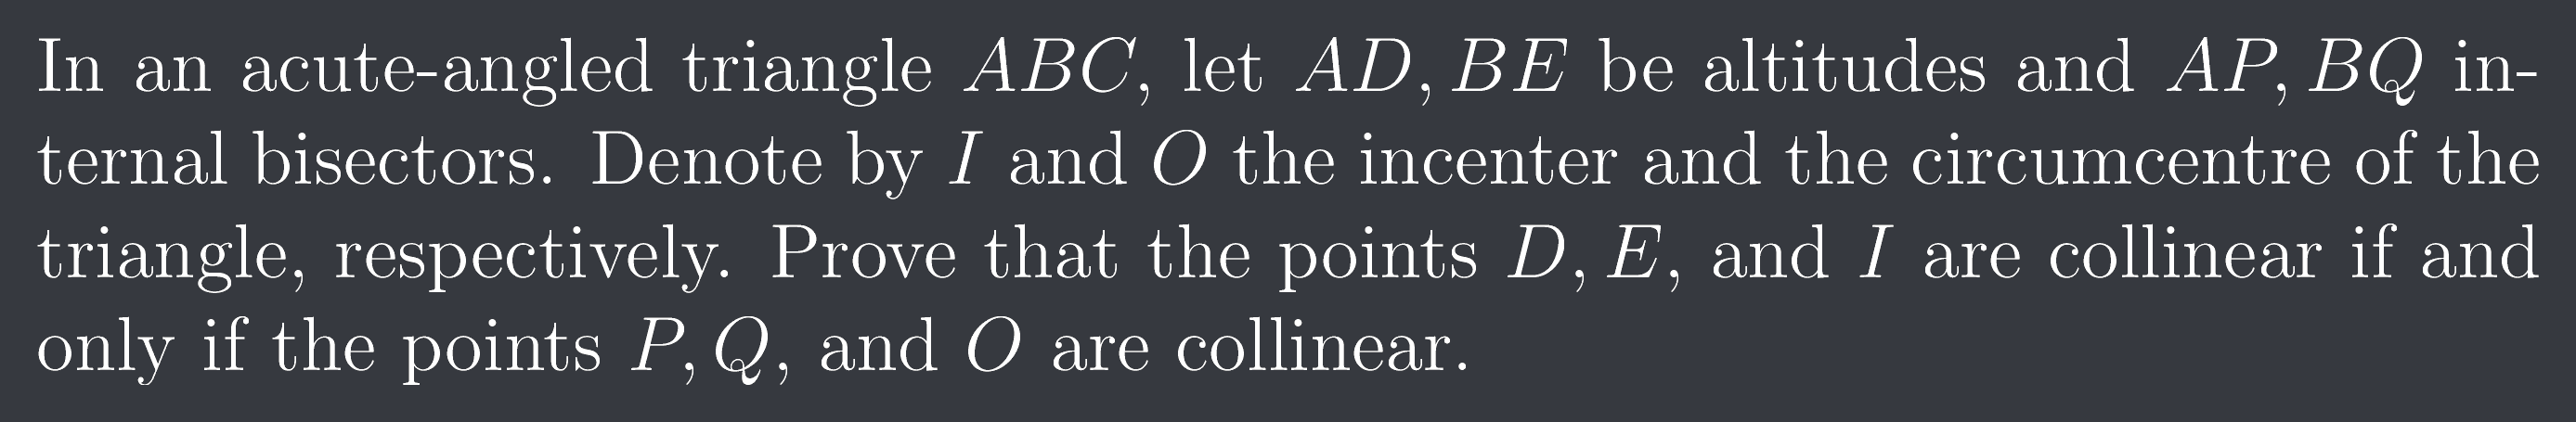 In an acute-angled triangle ABC, let AD, BE be altitudes and AP, BQ in-
ternal bisectors. Denote by I and O the incenter and the circumcentre of the
triangle, respectively. Prove that the points D, E, and I are collinear if and
only if the points P, Q, and O are collinear.